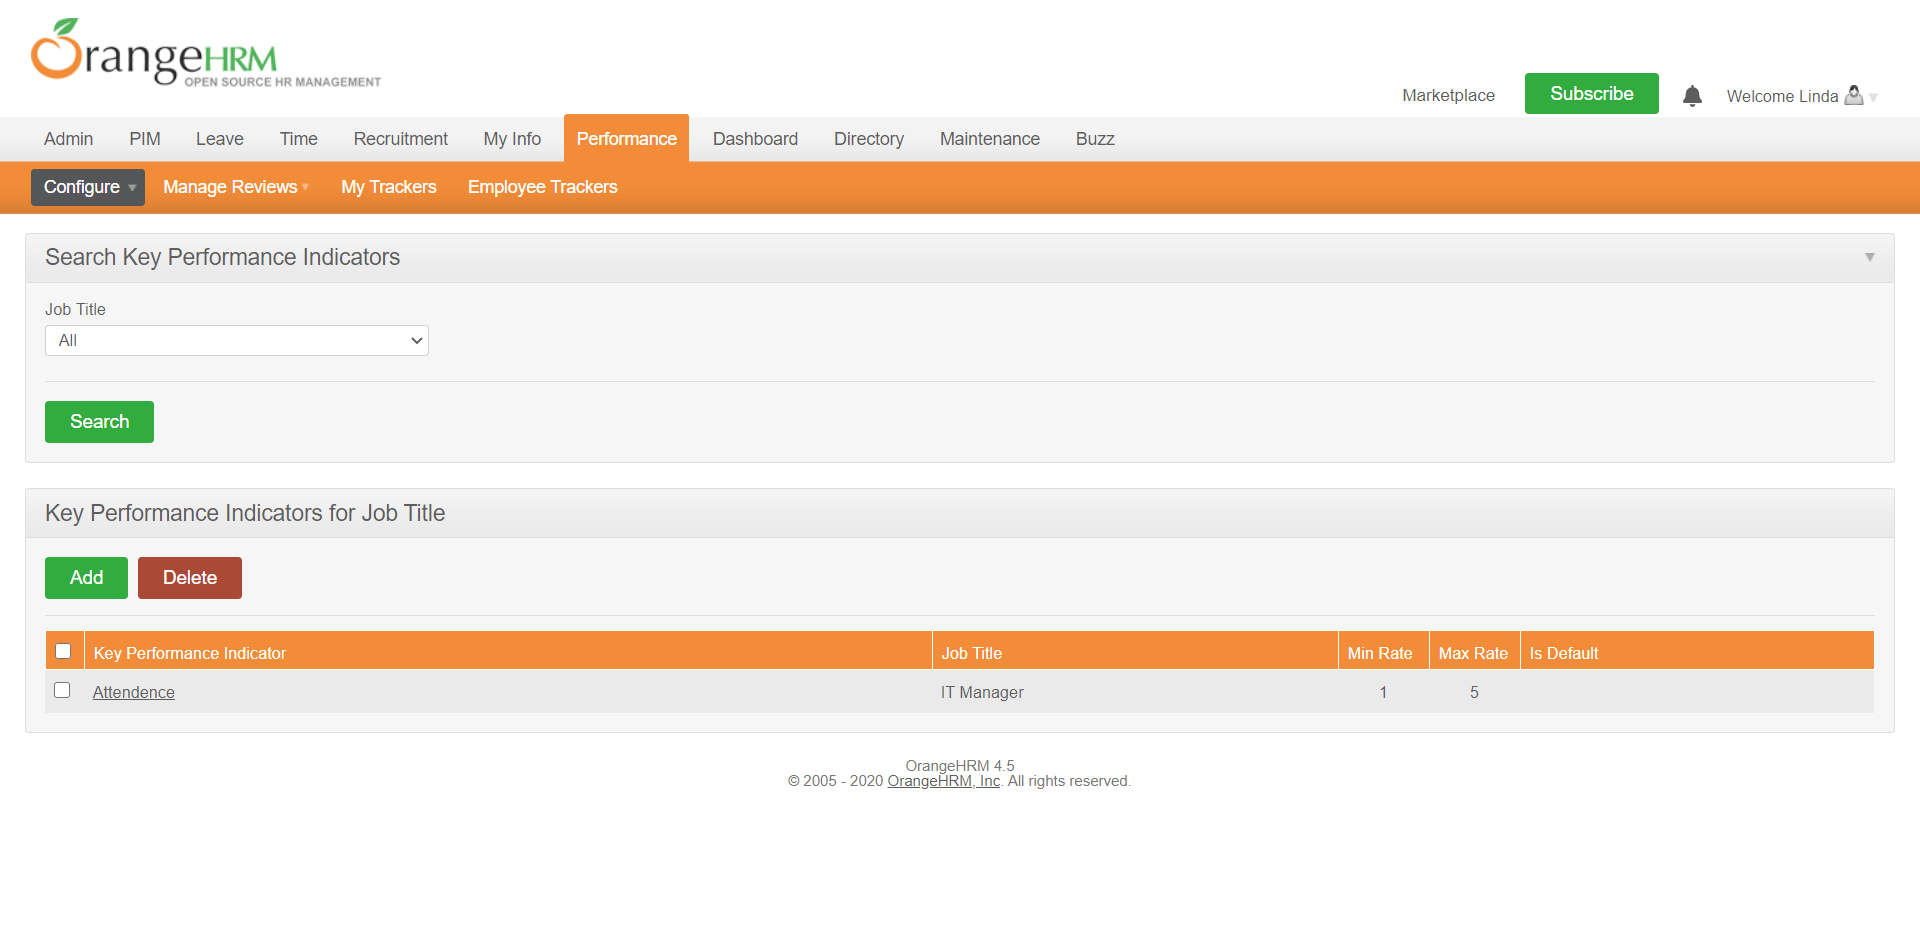 OrangeHRM
OPEN SOURCE HR MANAGEMENT
Marketplace Subscribe Welcome Linda
Admin PIM Leave Time Recruitment My Info Performance Dashboard Directory Maintenance Buzz
Configure Manage Reviews My Trackers Employee Trackers
Search Key Performance Indicators
Job Title
All
Search
Key Performance Indicators for Job Title
Add Delete
Key Performance Indicator Job Title Min Rate Max Rate Is Default
Attendence IT Manager 1 5
OrangeHRM 4.5
© 2005 - 2020 OrangeHRM, Inc. All rights reserved.